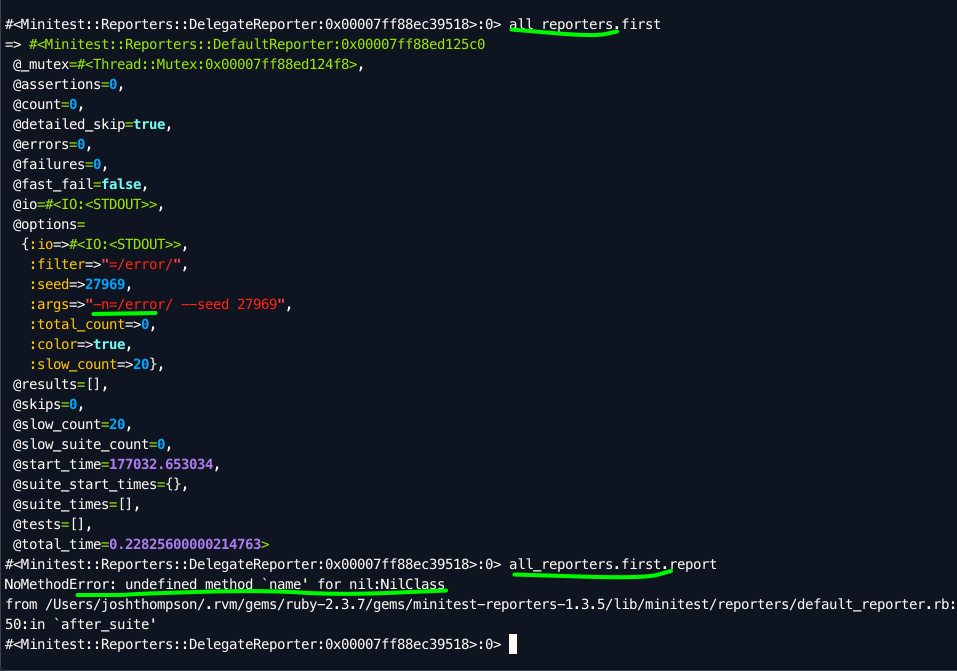 #<Minitest::Reporters::DelegateReporter:0x00007ff88ec39518>:0> all_reporters.first
=> #<Minitest::Reporters::DefaultReporter:0x00007ff88ed125c0
@_mutex=#<Thread::Mutex:0x00007ff88ed124f8>,
@assertions=0,
@count=0,
@detailed_skip=true,
@errors=0,
@failures=0,
@fast_fail=false,
@io=#<IO:<STDOUT>>,
@options=
{:io=>#<IO:<STDOUT>>,
:filter=>"=/error/",
:seed=>27969,
:args=>"-n=/error/ --seed 27969",
:total_count=>0,
:color=>true,
:slow_count=>20},
@results=[],
@skips=0,
@slow_count=20,
@slow_suite_count=0,
@start_time=177032.653034,
@suite_start_times={},
@suite_times=[],
@tests=[],
@total_time=0.22825600000214763>
#<Minitest::Reporters::DelegateReporter:0x00007ff88ec39518>:0> all_reporters.first.report
NoMethodError: undefined method `name' for nil:NilClass
from /Users/joshthompson/.rvm/gems/ruby-2.3.7/gems/minitest-reporters-1.3.5/lib/minitest/reporters/default_reporter.rb:
50:in `after_suite'
#<Minitest::Reporters::DelegateReporter:0x00007ff88ec39518>:0>